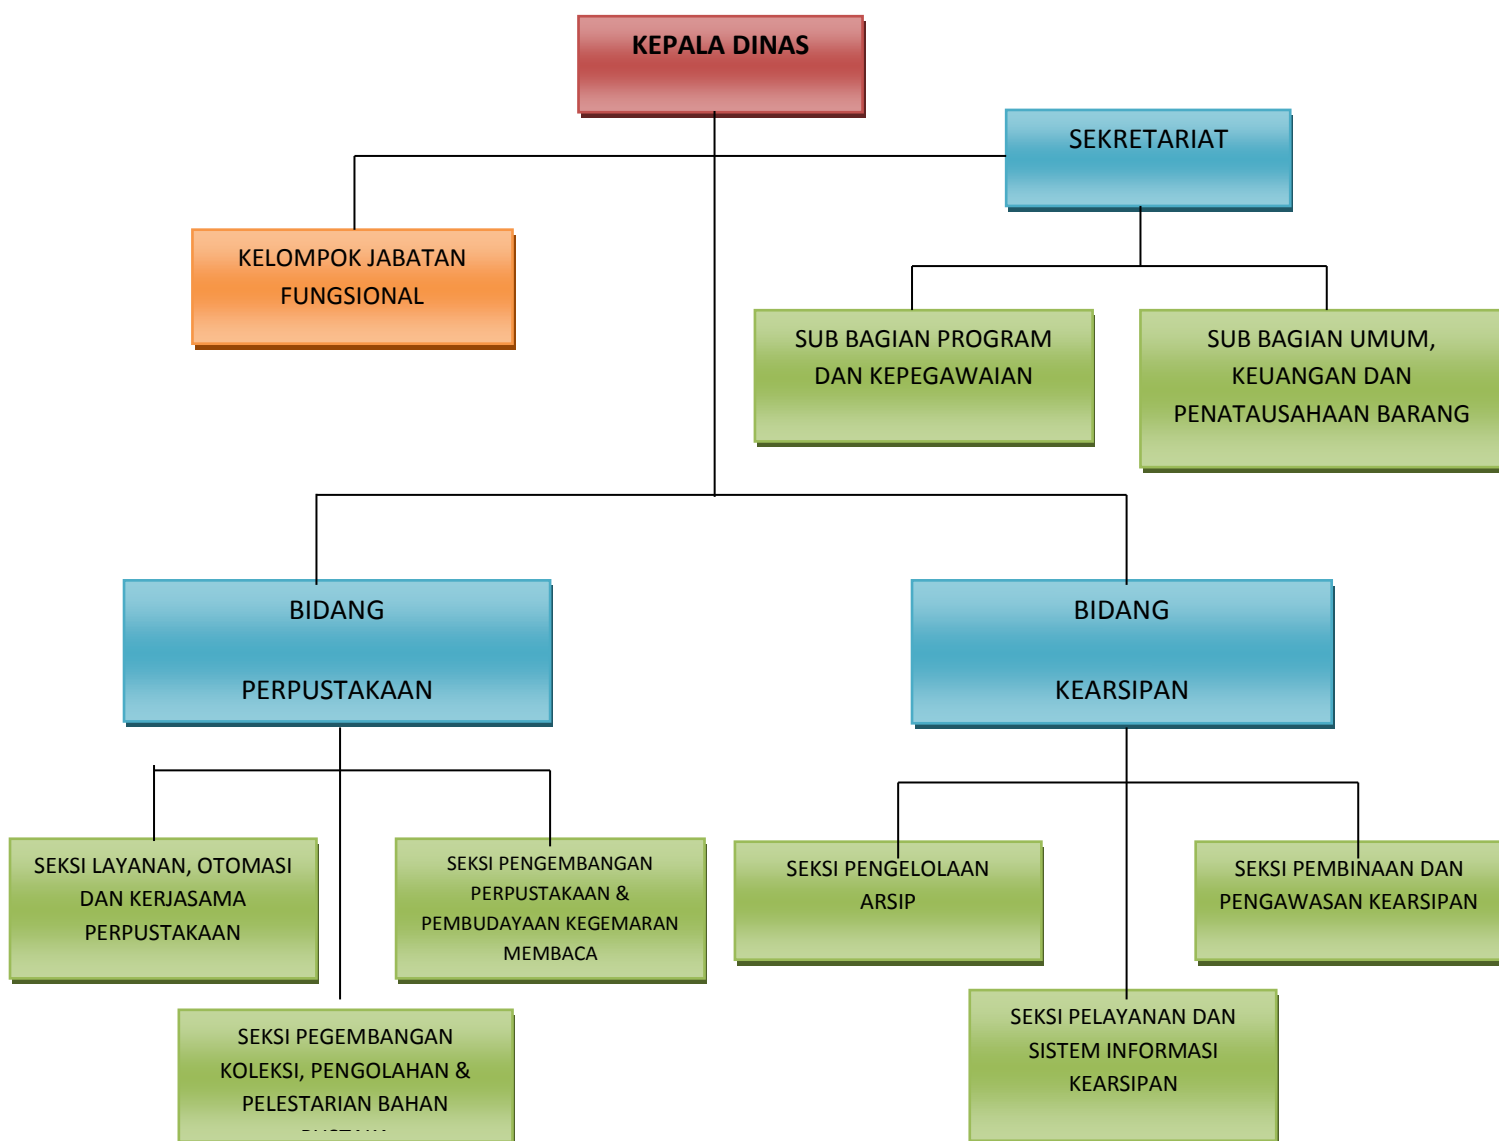 KEPALA DINAS
SEKRETARIAT
KELOMPOK JABATAN
FUNGSIONAL
SUB BAGIAN PROGRAM
DAN KEPEGAWAIAN
SUB BAGIAN UMUM,
KEUANGAN DAN
PENATAUSAHAAN BARANG
BIDANG
PERPUSTAKAAN
BIDANG
KEARSIPAN
SEKSI LAYANAN, OTOMASI
DAN KERJASAMA
PERPUSTAKAAN
SEKSI PENGEMBANGAN
PERPUSTAKAAN &
PEMBUDAYAAN KEGEMARAN
MEMBACA
SEKSI PENGELOLAAN
ARSIP
SEKSI PEMBINAAN DAN
PENGAWASAN KEARSIPAN
SEKSI PEGEMBANGAN
KOLEKSI, PENGOLAHAN &
PELESTARIAN BAHAN
SEKSI PELAYANAN DAN
SISTEM INFORMASI
KEARSIPAN